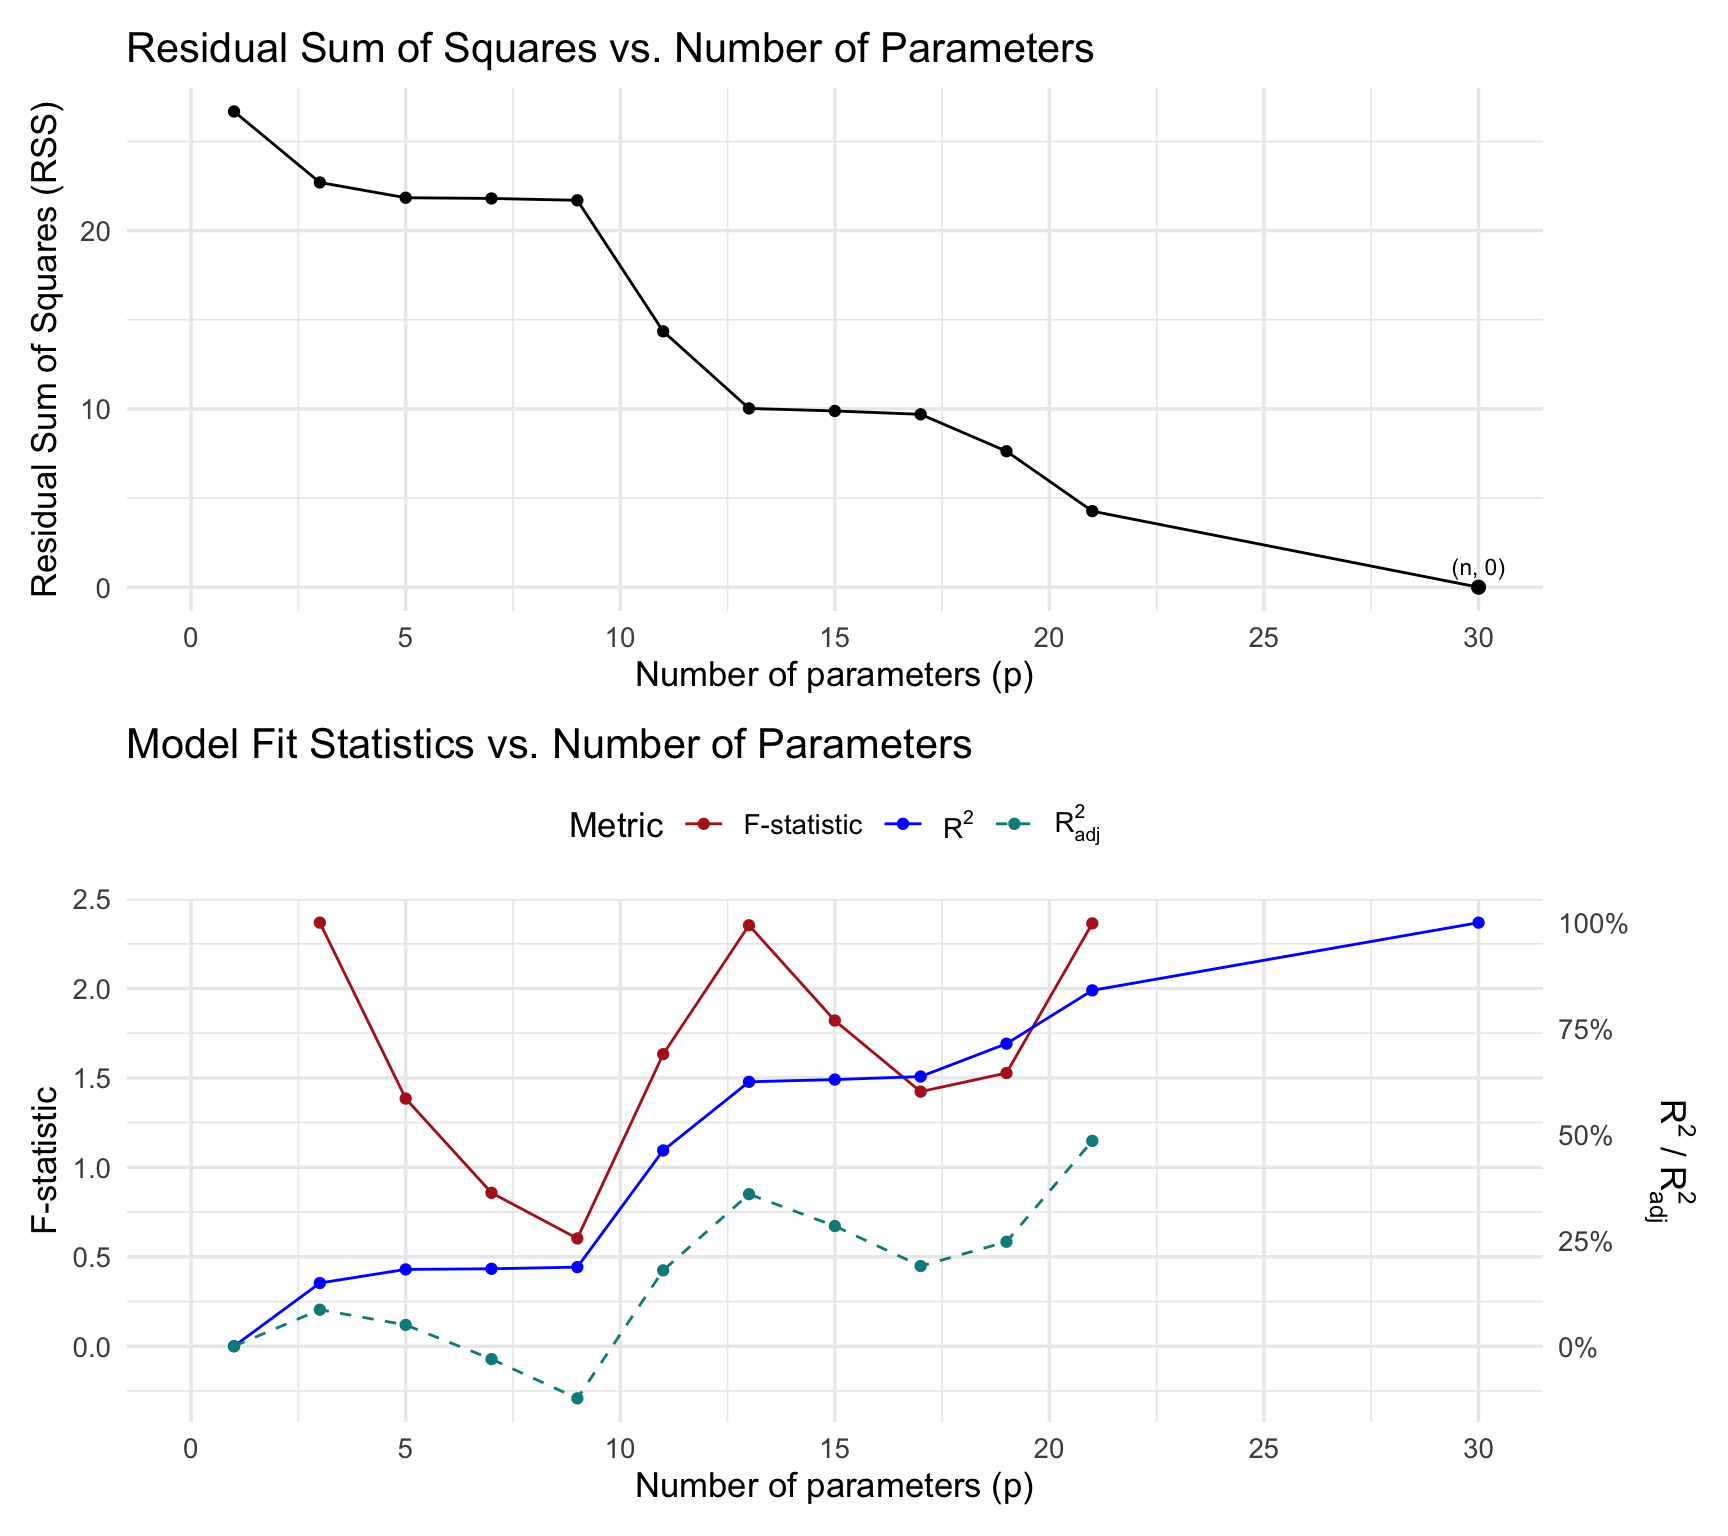 Residual Sum of Squares vs. Number of Parameters
Residual Sum of Squares (RSS)
20
10
0
(n, 0)
0 5 10 15 20 25 30
Number of parameters (p)
Model Fit Statistics vs. Number of Parameters
Metric F-statistic R² R²adj
F-statistic
2.5
2.0
1.5
1.0
0.5
0.0
100%
75%
50%
25%
0%
R² / R²adj
0 5 10 15 20 25 30
Number of parameters (p)